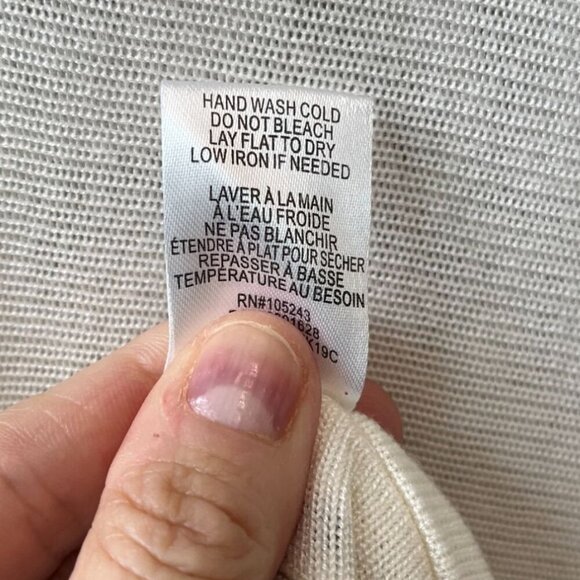 HAND WASH COLD
DO NOT BLEACH
LAY FLAT TO DRY
LOW IRON IF NEEDED
LAVER À LA MAIN
À L'EAU FROIDE
NE PAS BLANCHIR
ÉTENDRE À PLAT POUR SÉCHER
REPASSER À BASSE
TEMPÉRATURE AU BESOIN
RN#105243